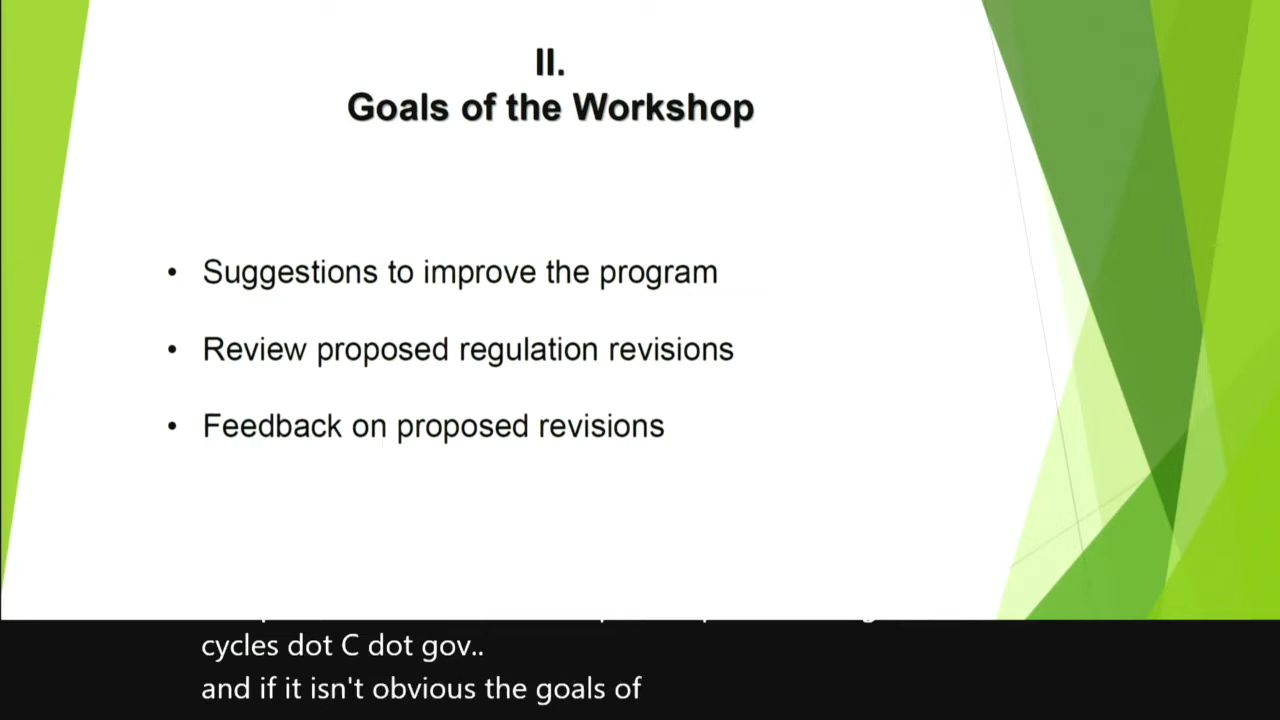 II.
Goals of the Workshop
• Suggestions to improve the program
• Review proposed regulation revisions
• Feedback on proposed revisions
cycles dot C dot gov..
and if it isn't obvious the goals of